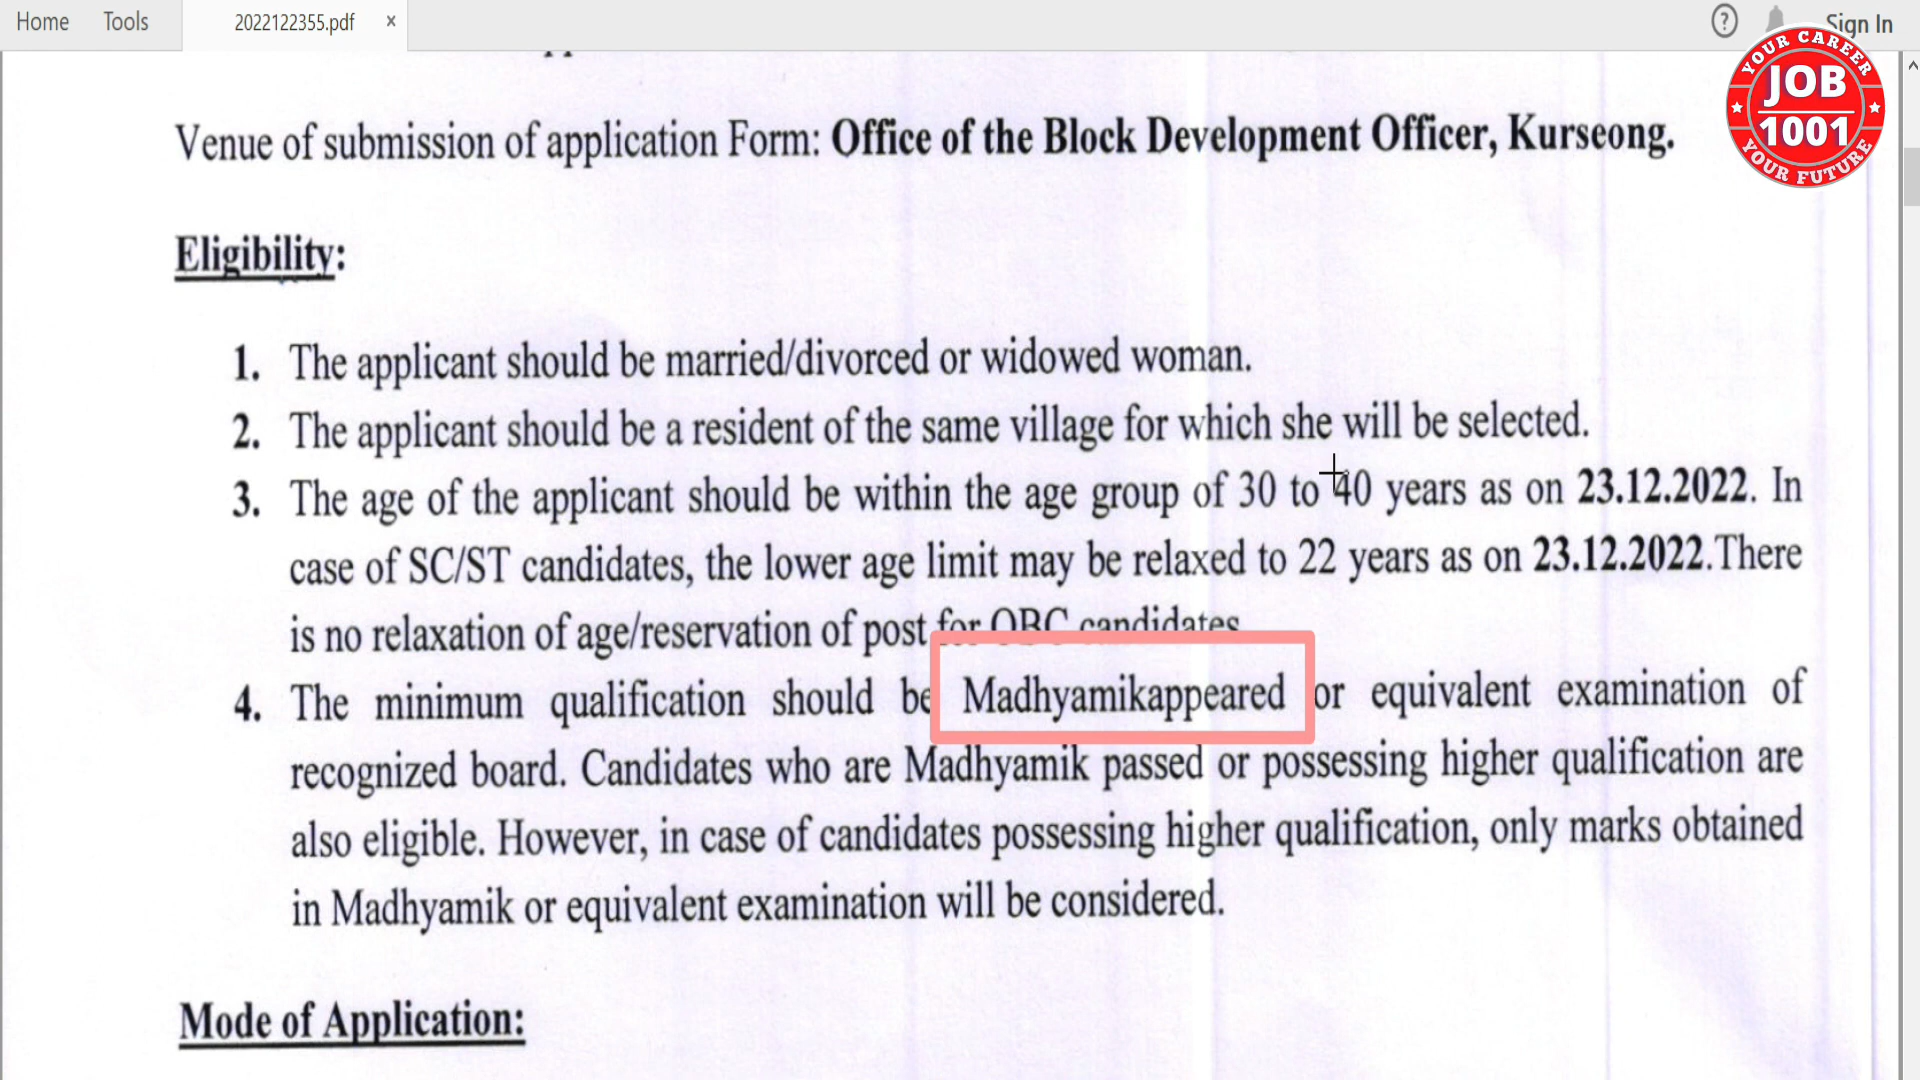 Home Tools 2022122355.pdf × ? Sign In
YOUR CAREER
JOB
1001
YOUR FUTURE
Venue of submission of application Form: Office of the Block Development Officer, Kurseong.
Eligibility:
1. The applicant should be married/divorced or widowed woman.
2. The applicant should be a resident of the same village for which she will be selected.
3. The age of the applicant should be within the age group of 30 to 40 years as on 23.12.2022. In
case of SC/ST candidates, the lower age limit may be relaxed to 22 years as on 23.12.2022.There
is no relaxation of age/reservation of post for OBC candidates.
4. The minimum qualification should be Madhyamikappeared or equivalent examination of
recognized board. Candidates who are Madhyamik passed or possessing higher qualification are
also eligible. However, in case of candidates possessing higher qualification, only marks obtained
in Madhyamik or equivalent examination will be considered.
Mode of Application: